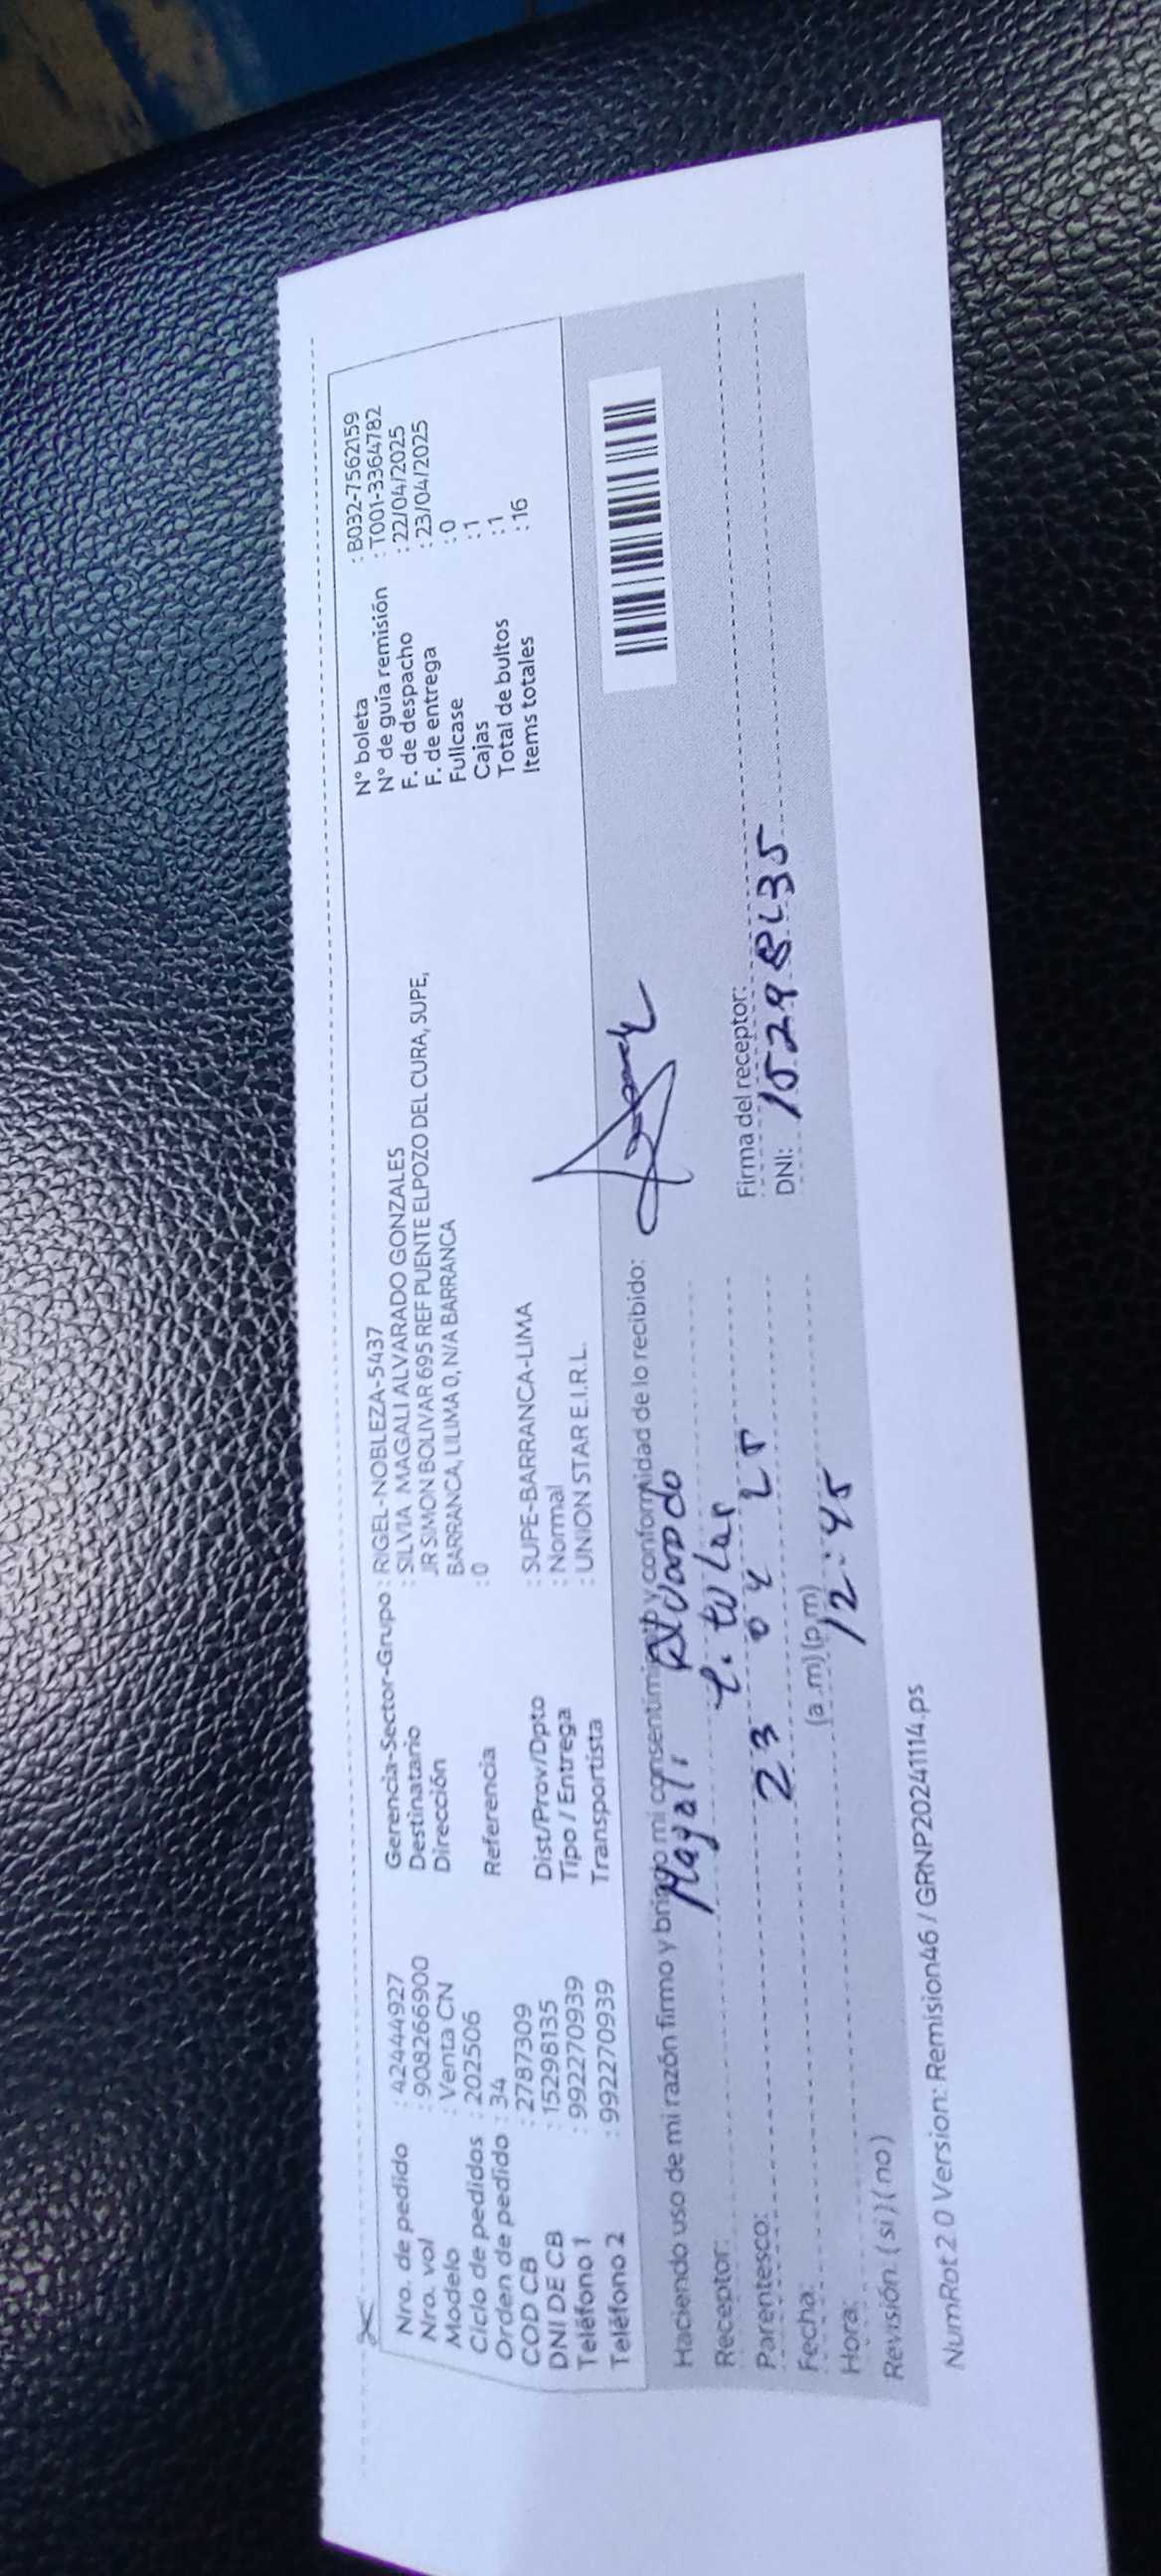 Nro. de pedido : 42444927
Nra. vol : 908266900
Modelo : Venta CN
Ciclo de pedidos : 202506
Orden de pedido : 34
COD CB : 2787309
DNI DE CB : 15298135
Teléfono 1 : 992270939
Teléfono 2 : 992270939
Gerencia-Sector-Grupo : RIGEL-NOBLEZA-5437
Destinatario : SILVIA MAGALI ALVARADO GONZALES
Dirección JR SIMON BOLIVAR 695 REF PUENTE ELPOZO DEL CURA, SUPE,
BARRANCA, LILIMA 0, N/A BARRANCA
Referencia : 0
Dist/Prov/Dpto : SUPE-BARRANCA-LIMA
Tipo / Entrega : Normal
Transportista : UNION STAR E.I.R.L.
N° boleta : B032-7562159
N° de guía remisión : T001-3364782
F. de despacho : 22/04/2025
F. de entrega : 23/04/2025
Fullcase : 0
Cajas : 1
Total de bultos : 1
Items totales : 16
Haciendo uso de mi razón firmo y brindo mi consentimiento y conformidad de lo recibido:
Receptor: Magali Alvarado
Parentesco: titular
Fecha: 23 04 25
Hora: (a.m)(p.m) 12:45
Revisión. ( si ) ( no )
Firma del receptor:
DNI: 15298135
NumRot 2.0 Version: Remision46 / GRNP20241114.ps